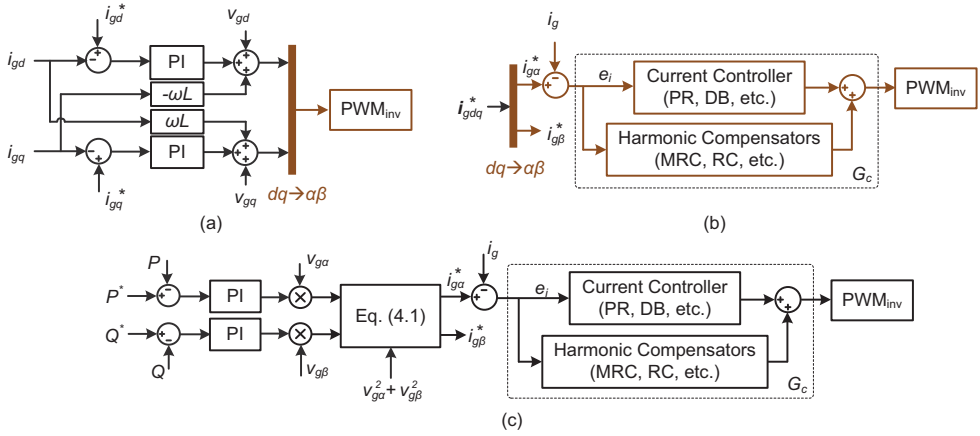 i_gd^*
v_gd
i_gd
PI
-ωL
ωL
PI
i_gq
i_gq^*
v_gq
PWM_inv
dq→αβ
(a)
i_g
i_gα^*
e_i
i_gdq^*
i_gβ^*
dq→αβ
Current Controller
(PR, DB, etc.)
Harmonic Compensators
(MRC, RC, etc.)
G_c
PWM_inv
(b)
P
P^*
Q^*
Q
PI
PI
v_gα
v_gβ
Eq. (4.1)
v_gα^2 + v_gβ^2
i_gα^*
i_gβ^*
i_g
e_i
Current Controller
(PR, DB, etc.)
Harmonic Compensators
(MRC, RC, etc.)
G_c
PWM_inv
(c)